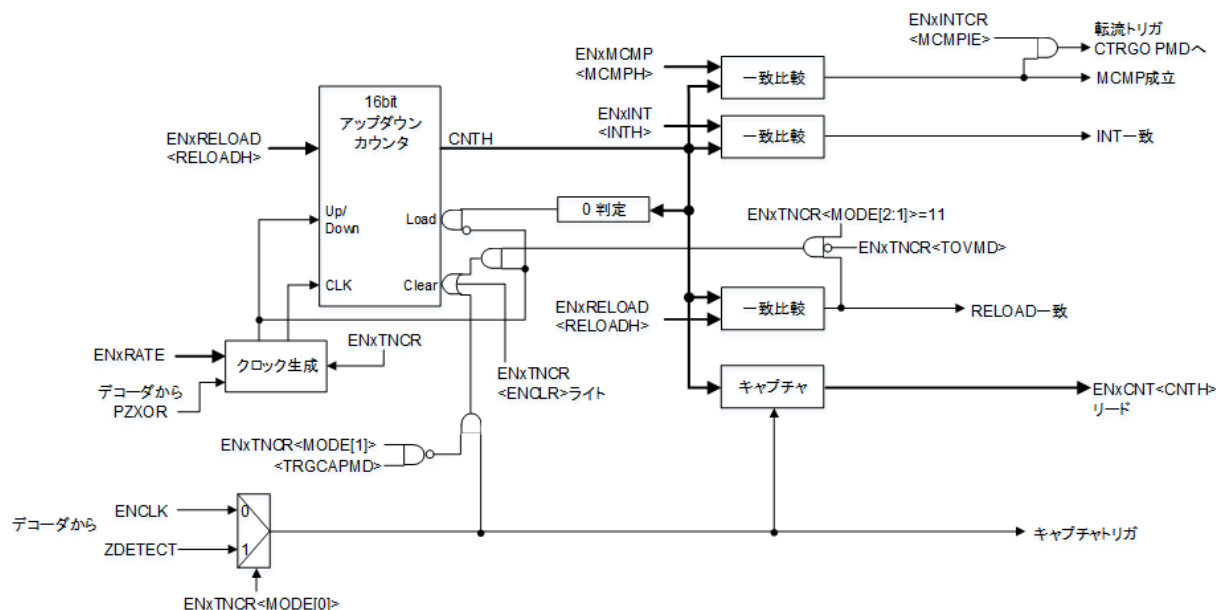 ENxINTCR
<MCMPIE>
転流トリガ
CTRGO PMDへ
ENxMCMP
<MCMPH>
一致比較
MCMP成立
16bit
アップダウン
カウンタ
ENxINT
<INTH>
ENxRELOAD
<RELOADH>
CNTH
一致比較
INT一致
Up/
Down
Load
0 判定
ENxTNCR<MODE[2:1]>=11
ENxTNCR<TOVMD>
CLK
Clear
ENxRELOAD
<RELOADH>
一致比較
RELOAD一致
ENxTNCR
ENxRATE
クロック生成
デコーダから
PZXOR
ENxTNCR
<ENCLR>ライト
キャプチャ
ENxCNT<CNTH>
リード
ENxTNCR<MODE[1]>
<TRGCAPMD>
デコーダから
ENCLK
0
ZDETECT
1
キャプチャトリガ
ENxTNCR<MODE[0]>